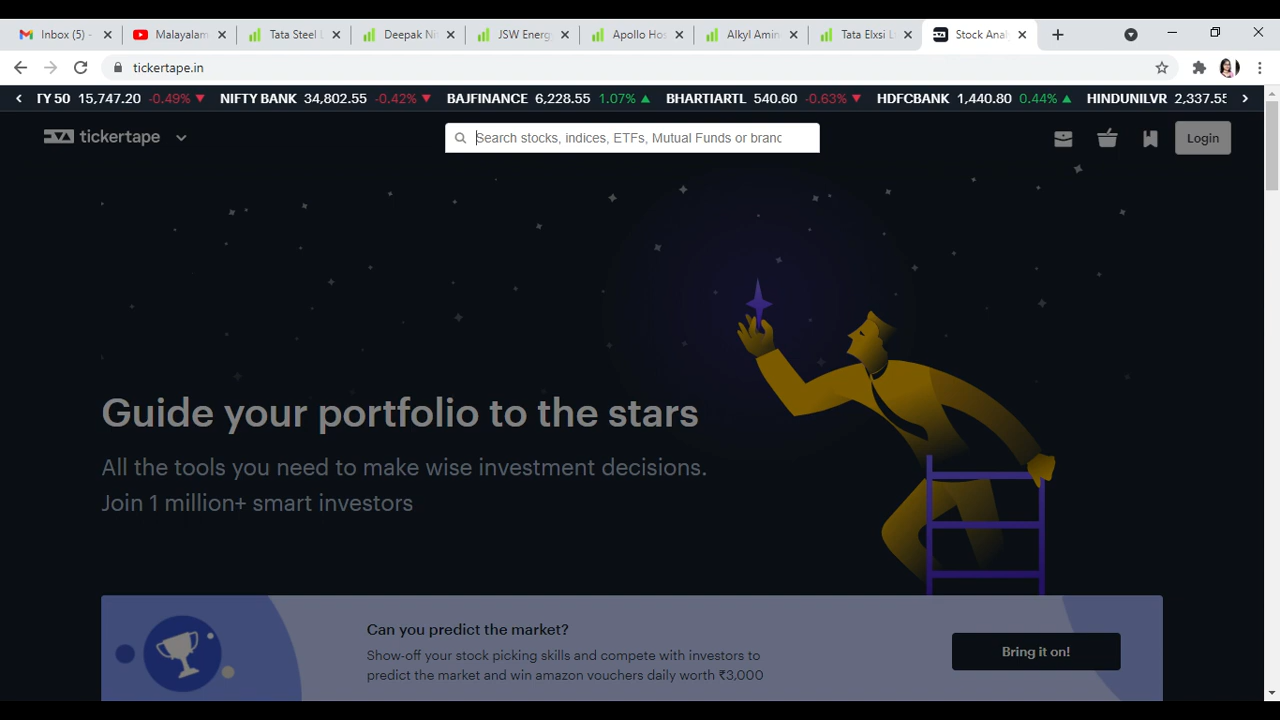 Inbox (5) -
Malayalam
Tata Steel L
Deepak Nit
JSW Energ
Apollo Hos
Alkyl Amin
Tata Elxsi L
Stock Anal
tickertape.in
TY 50 15,747.20 -0.49% NIFTY BANK 34,802.55 -0.42% BAJFINANCE 6,228.55 1.07% BHARTIARTL 540.60 -0.63% HDFCBANK 1,440.80 0.44% HINDUNILVR 2,337.55
tickertape
Search stocks, indices, ETFs, Mutual Funds or branc
Login
Guide your portfolio to the stars
All the tools you need to make wise investment decisions.
Join 1 million+ smart investors
Can you predict the market?
Show-off your stock picking skills and compete with investors to
predict the market and win amazon vouchers daily worth ₹3,000
Bring it on!